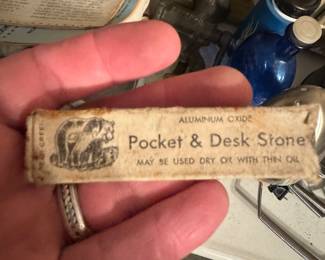 ALUMINUM OXIDE
Pocket & Desk Stone
MAY BE USED DRY OR WITH THIN OIL